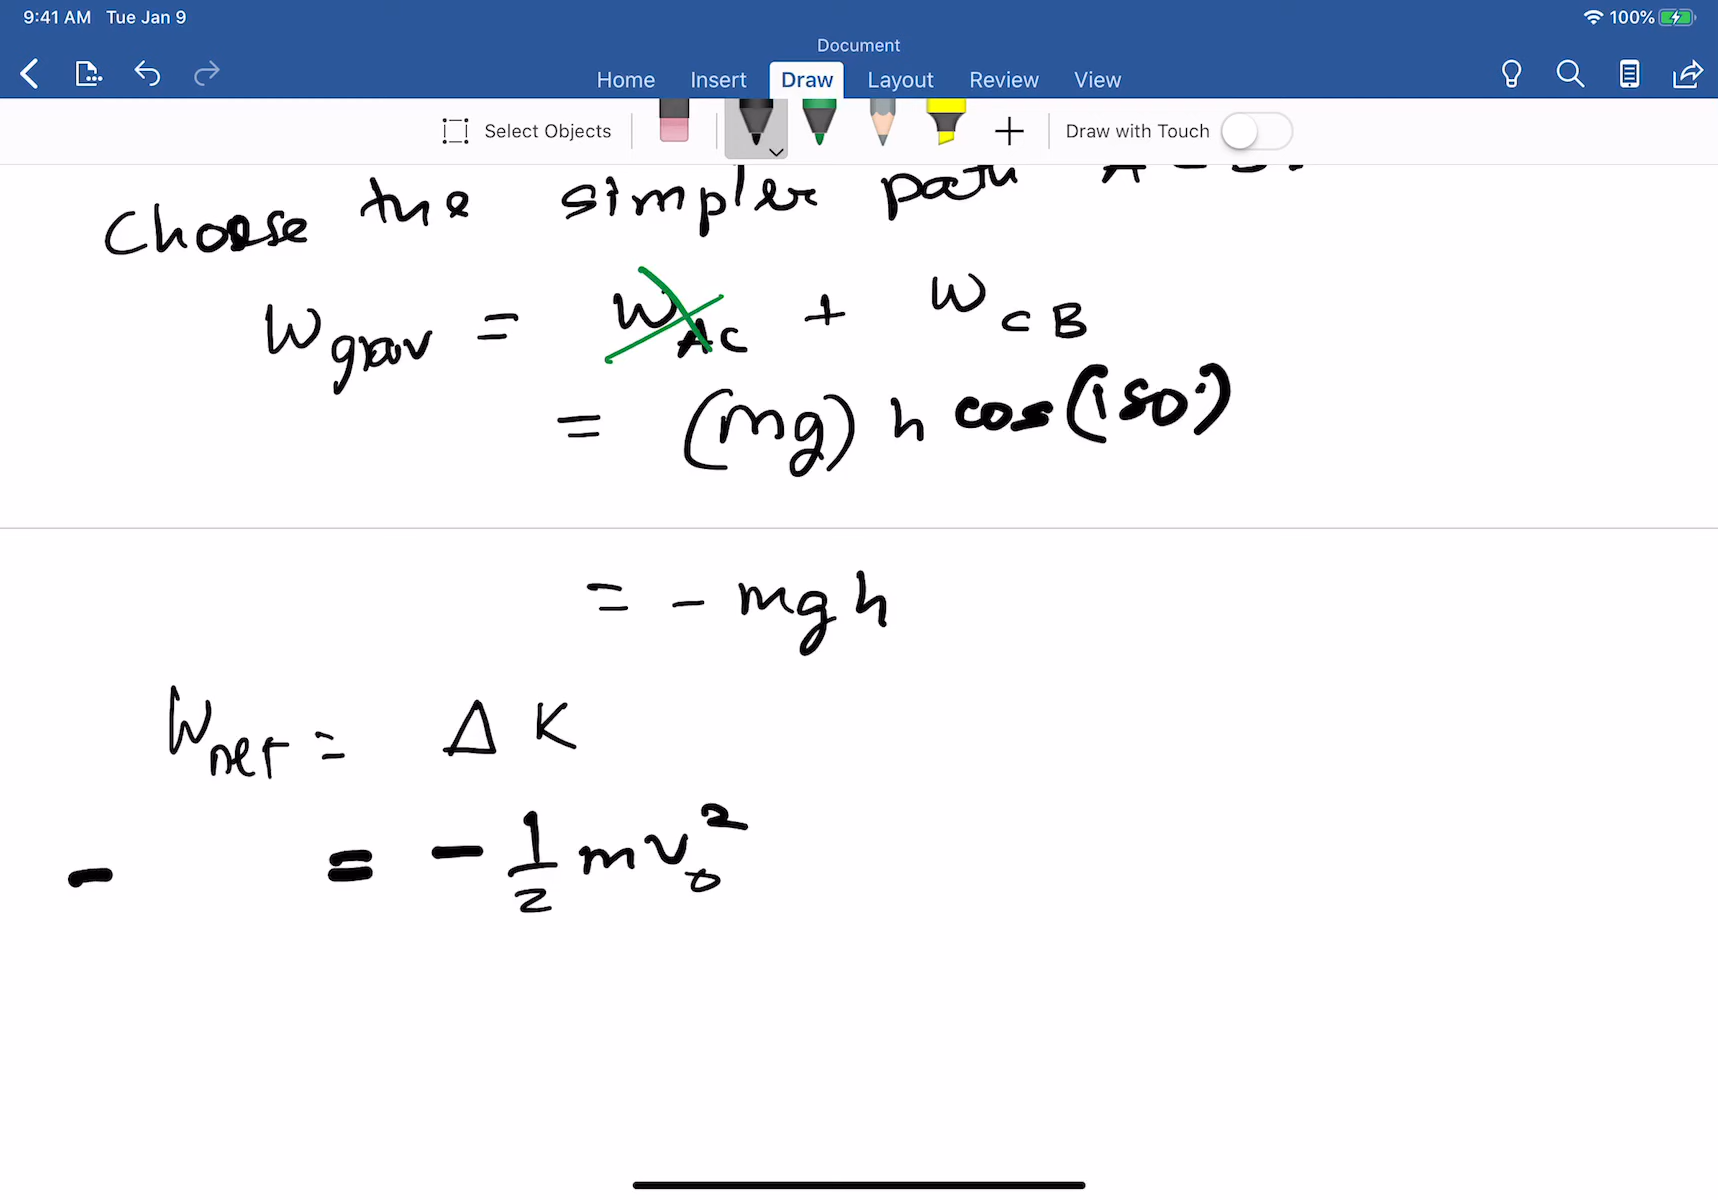 9:41 AM Tue Jan 9 100%
Document
Home Insert Draw Layout Review View
Select Objects Draw with Touch
Choose the simpler path
W grav = W AC + W CB
= (mg) h cos(180°)
= - mgh
W net = Δ K
- = - 1/2 m v₀²